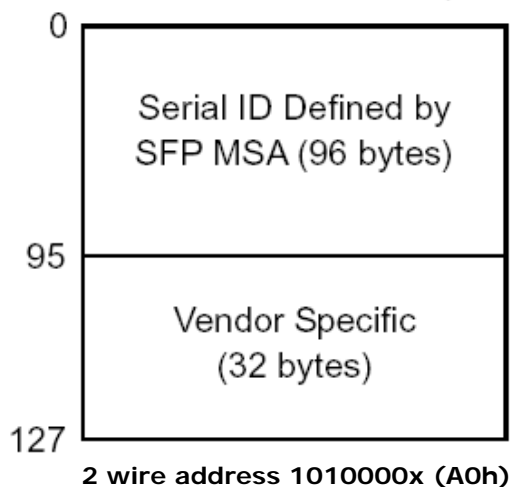 0
Serial ID Defined by
SFP MSA (96 bytes)
95
Vendor Specific
(32 bytes)
127
2 wire address 1010000x (A0h)